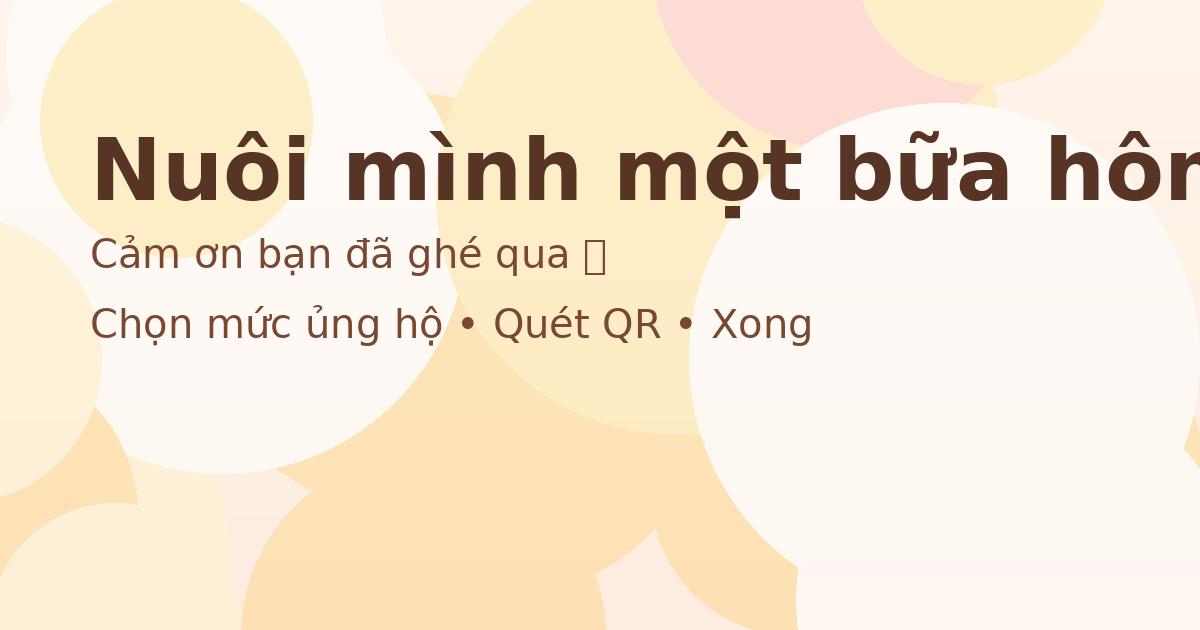 Nuôi mình một bữa hôn
Cảm ơn bạn đã ghé qua
Chọn mức ủng hộ • Quét QR • Xong